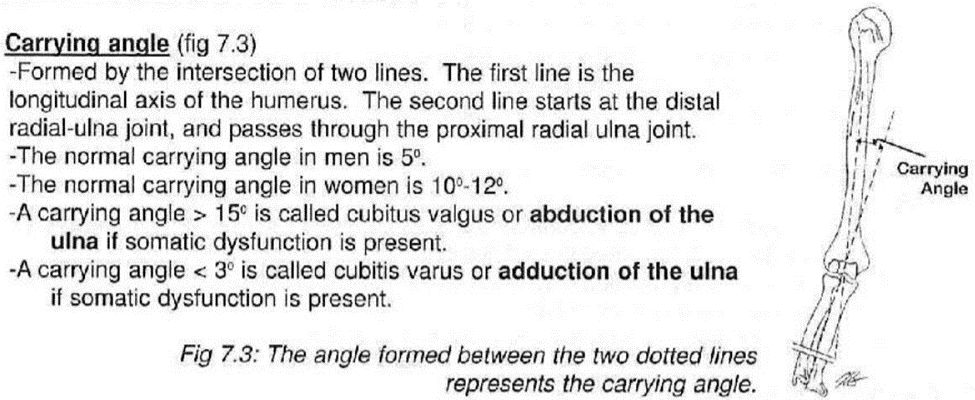 Carrying angle (fig 7.3)
-Formed by the intersection of two lines. The first line is the
longitudinal axis of the humerus. The second line starts at the distal
radial-ulna joint, and passes through the proximal radial ulna joint.
-The normal carrying angle in men is 5º.
-The normal carrying angle in women is 10º-12º.
-A carrying angle > 15º is called cubitus valgus or abduction of the
ulna if somatic dysfunction is present.
-A carrying angle < 3º is called cubitis varus or adduction of the ulna
if somatic dysfunction is present.
Fig 7.3: The angle formed between the two dotted lines
represents the carrying angle.
Carrying
Angle